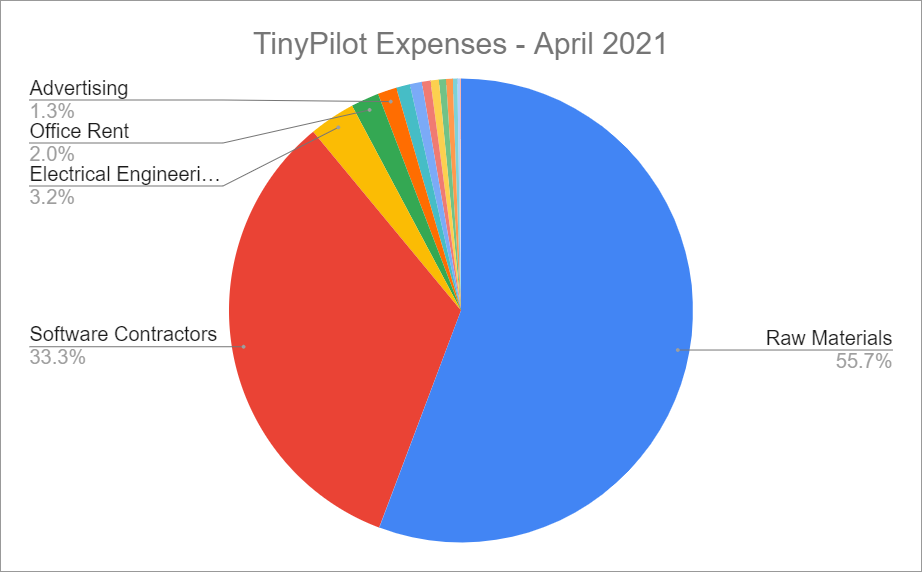 TinyPilot Expenses - April 2021
Advertising
1.3%
Office Rent
2.0%
Electrical Engineeri…
3.2%
Software Contractors
33.3%
Raw Materials
55.7%